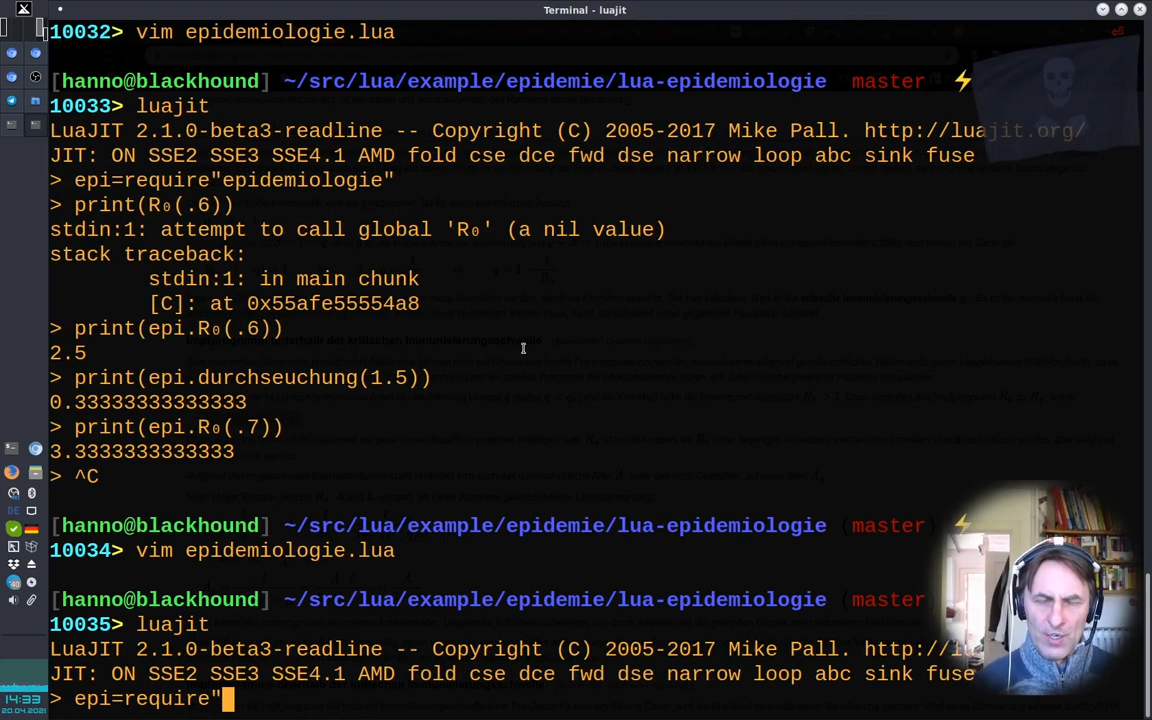 Terminal - luajit
10032> vim epidemiologie.lua
[hanno@blackhound] ~/src/lua/example/epidemie/lua-epidemiologie master ⚡
10033> luajit
LuaJIT 2.1.0-beta3-readline -- Copyright (C) 2005-2017 Mike Pall. http://luajit.org/
JIT: ON SSE2 SSE3 SSE4.1 AMD fold cse dce fwd dse narrow loop abc sink fuse
> epi=require"epidemiologie"
> print(R₀(.6))
stdin:1: attempt to call global 'R₀' (a nil value)
stack traceback:
stdin:1: in main chunk
[C]: at 0x55afe55554a8
> print(epi.R₀(.6))
2.5
> print(epi.durchseuchung(1.5))
0.33333333333333
> print(epi.R₀(.7))
3.3333333333333
> ^C
[hanno@blackhound] ~/src/lua/example/epidemie/lua-epidemiologie (master) ⚡
10034> vim epidemiologie.lua
[hanno@blackhound] ~/src/lua/example/epidemie/lua-epidemiologie (master)
10035> luajit
LuaJIT 2.1.0-beta3-readline -- Copyright (C) 2005-2017 Mike Pall. http://
JIT: ON SSE2 SSE3 SSE4.1 AMD fold cse dce fwd dse narrow loop abc sink fuse
> epi=require"
DE
14:33
20.04.2021